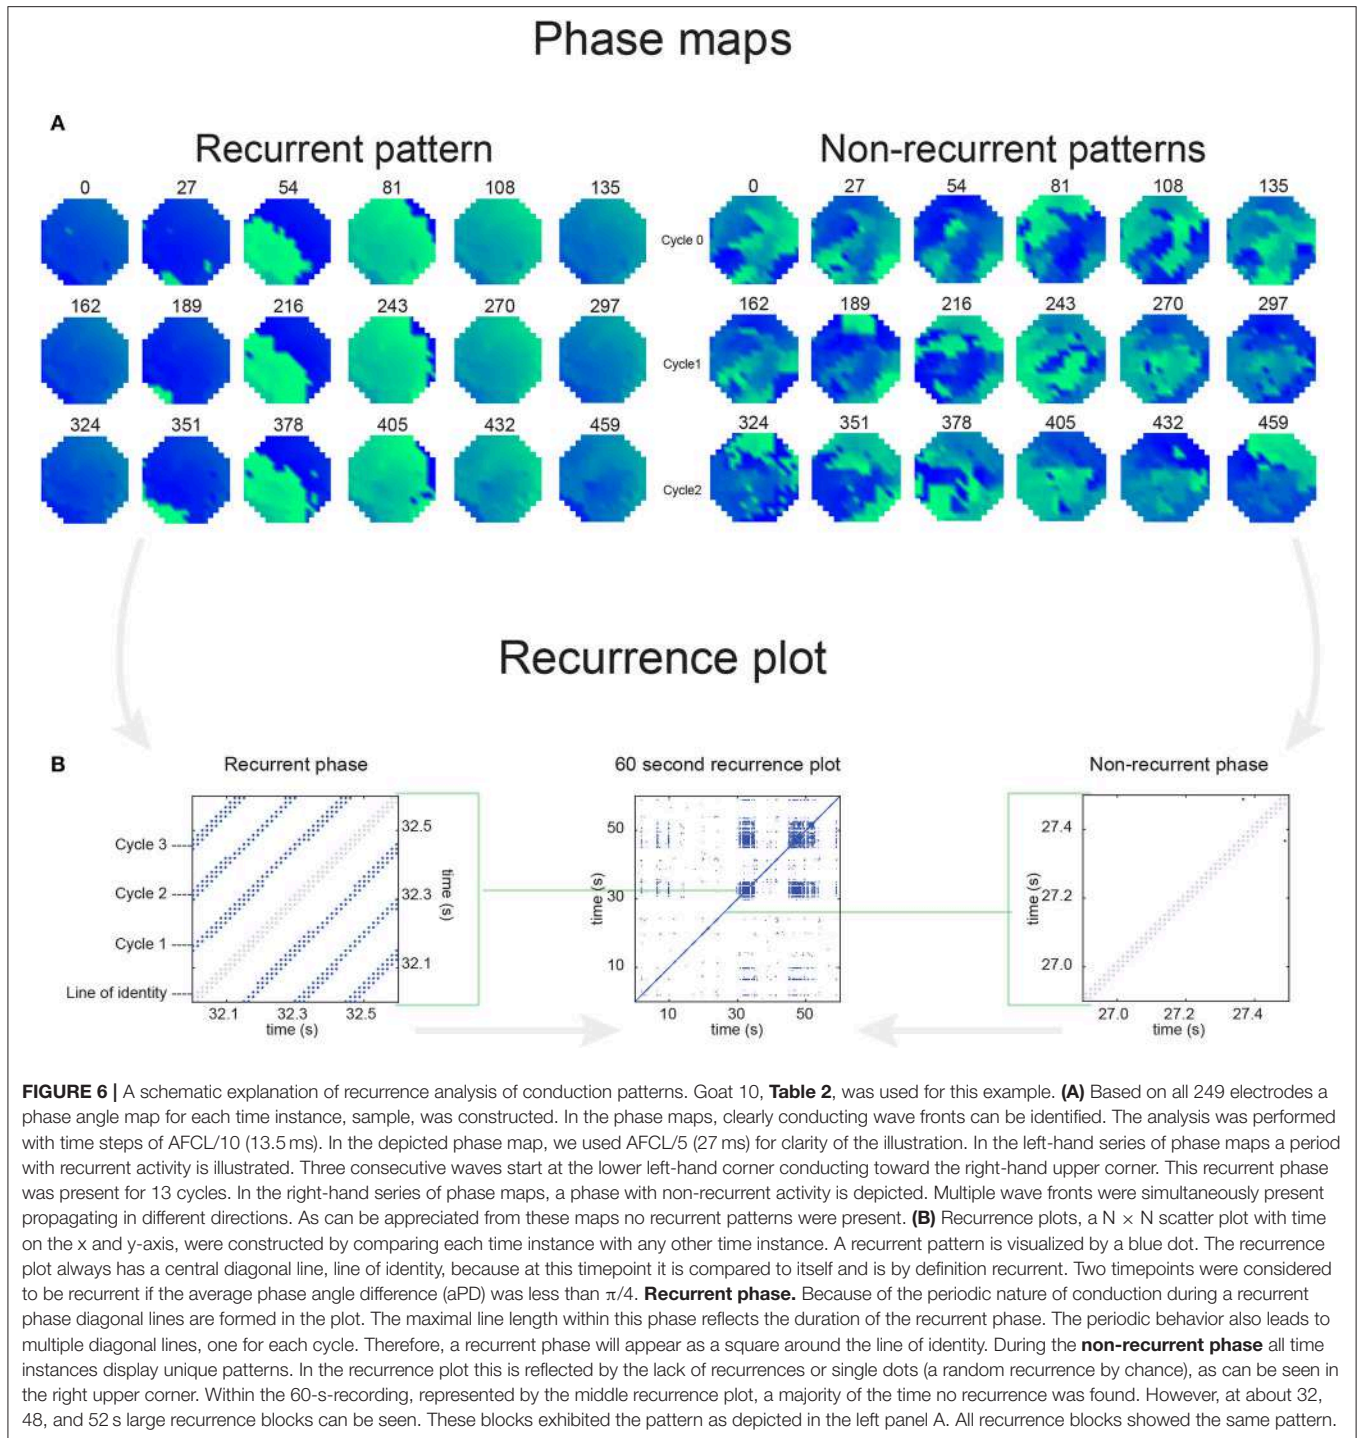 Phase maps
A
Recurrent pattern
Non-recurrent patterns
0 27 54 81 108 135
0 27 54 81 108 135
Cycle 0
162 189 216 243 270 297
162 189 216 243 270 297
Cycle1
324 351 378 405 432 459
324 351 378 405 432 459
Cycle2
Recurrence plot
B
Recurrent phase
60 second recurrence plot
Non-recurrent phase
Cycle 3
Cycle 2
Cycle 1
Line of identity
32.5
32.3
32.1
time (s)
32.1 32.3 32.5
time (s)
50
30
10
time (s)
10 30 50
time (s)
27.4
27.2
27.0
time (s)
27.0 27.2 27.4
time (s)
FIGURE 6 | A schematic explanation of recurrence analysis of conduction patterns. Goat 10, Table 2, was used for this example. (A) Based on all 249 electrodes a
phase angle map for each time instance, sample, was constructed. In the phase maps, clearly conducting wave fronts can be identified. The analysis was performed
with time steps of AFCL/10 (13.5 ms). In the depicted phase map, we used AFCL/5 (27 ms) for clarity of the illustration. In the left-hand series of phase maps a period
with recurrent activity is illustrated. Three consecutive waves start at the lower left-hand corner conducting toward the right-hand upper corner. This recurrent phase
was present for 13 cycles. In the right-hand series of phase maps, a phase with non-recurrent activity is depicted. Multiple wave fronts were simultaneously present
propagating in different directions. As can be appreciated from these maps no recurrent patterns were present. (B) Recurrence plots, a N × N scatter plot with time
on the x and y-axis, were constructed by comparing each time instance with any other time instance. A recurrent pattern is visualized by a blue dot. The recurrence
plot always has a central diagonal line, line of identity, because at this timepoint it is compared to itself and is by definition recurrent. Two timepoints were considered
to be recurrent if the average phase angle difference (aPD) was less than π/4. Recurrent phase. Because of the periodic nature of conduction during a recurrent
phase diagonal lines are formed in the plot. The maximal line length within this phase reflects the duration of the recurrent phase. The periodic behavior also leads to
multiple diagonal lines, one for each cycle. Therefore, a recurrent phase will appear as a square around the line of identity. During the non-recurrent phase all time
instances display unique patterns. In the recurrence plot this is reflected by the lack of recurrences or single dots (a random recurrence by chance), as can be seen in
the right upper corner. Within the 60-s-recording, represented by the middle recurrence plot, a majority of the time no recurrence was found. However, at about 32,
48, and 52 s large recurrence blocks can be seen. These blocks exhibited the pattern as depicted in the left panel A. All recurrence blocks showed the same pattern.